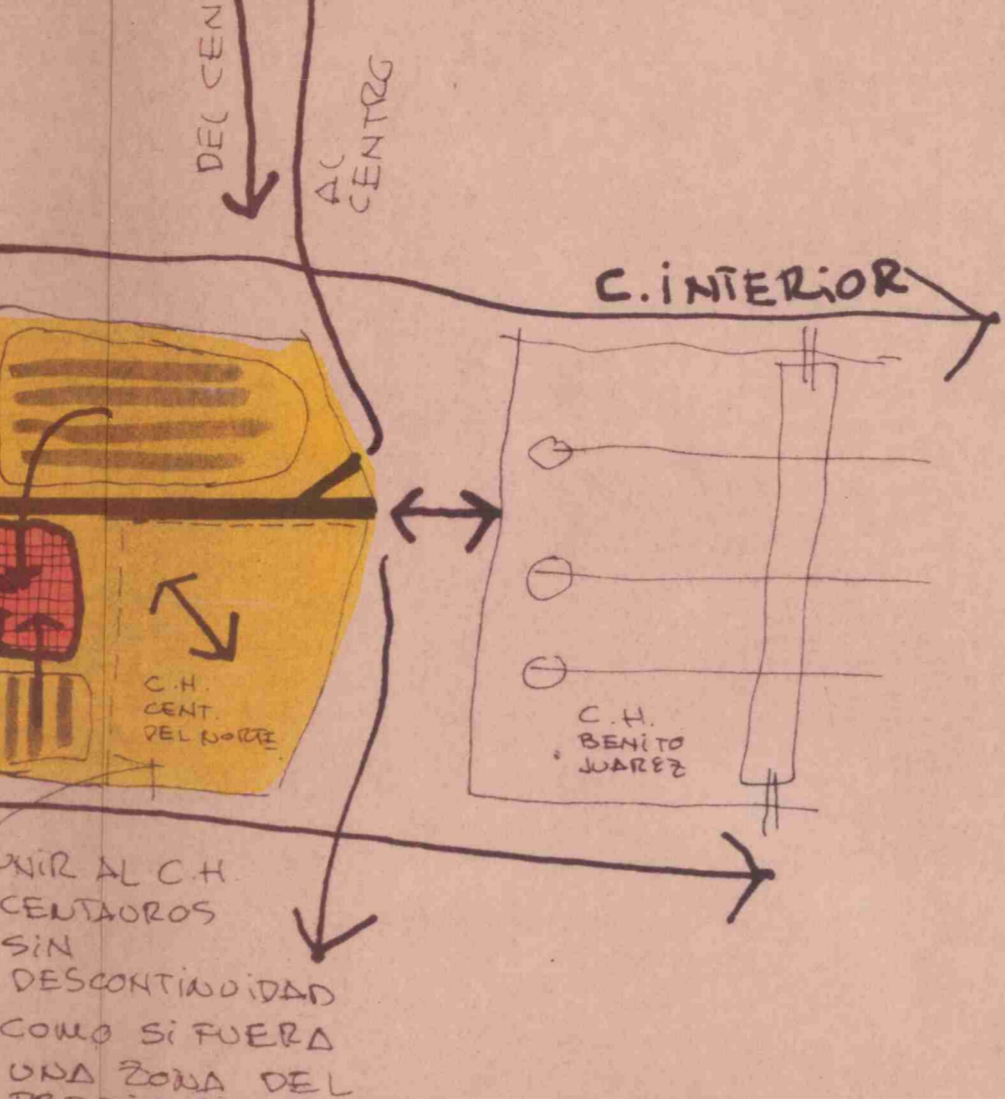 DEL CEN
AL
CENTRO
C. INTERIOR
C.H.
CENT.
DEL NORTE
C.H.
BENITO
JUAREZ
UNIR AL C.H.
CENTAUROS
SIN
DESCONTINUIDAD
COMO SI FUERA
UNA ZONA DEL